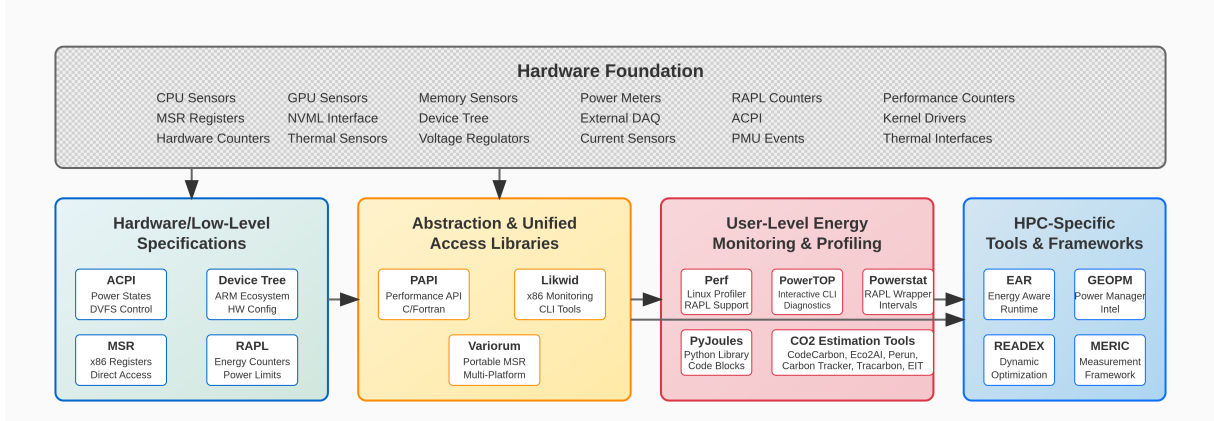 Hardware Foundation
CPU Sensors GPU Sensors Memory Sensors Power Meters RAPL Counters Performance Counters
MSR Registers NVML Interface Device Tree External DAQ ACPI Kernel Drivers
Hardware Counters Thermal Sensors Voltage Regulators Current Sensors PMU Events Thermal Interfaces
Hardware/Low-Level
Specifications
ACPI
Power States
DVFS Control
Device Tree
ARM Ecosystem
HW Config
MSR
x86 Registers
Direct Access
RAPL
Energy Counters
Power Limits
Abstraction & Unified
Access Libraries
PAPI
Performance API
C/Fortran
Likwid
x86 Monitoring
CLI Tools
Variorum
Portable MSR
Multi-Platform
User-Level Energy
Monitoring & Profiling
Perf
Linux Profiler
RAPL Support
PowerTOP
Interactive CLI
Diagnostics
Powerstat
RAPL Wrapper
Intervals
PyJoules
Python Library
Code Blocks
CO2 Estimation Tools
CodeCarbon, Eco2AI, Perun,
Carbon Tracker, Tracarbon, EIT
HPC-Specific
Tools & Frameworks
EAR
Energy Aware
Runtime
GEOPM
Power Manager
Intel
READEX
Dynamic
Optimization
MERIC
Measurement
Framework